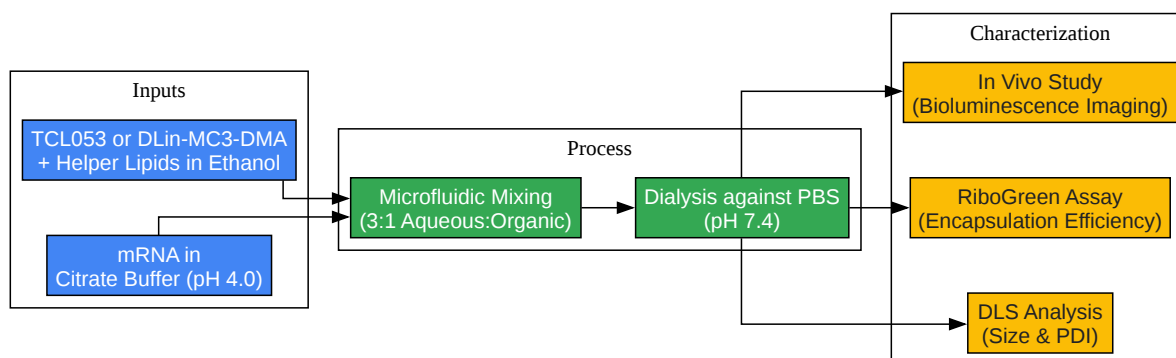 Inputs
TCL053 or DLin-MC3-DMA
+ Helper Lipids in Ethanol
mRNA in
Citrate Buffer (pH 4.0)
Process
Microfluidic Mixing
(3:1 Aqueous:Organic)
Dialysis against PBS
(pH 7.4)
Characterization
In Vivo Study
(Bioluminescence Imaging)
RiboGreen Assay
(Encapsulation Efficiency)
DLS Analysis
(Size & PDI)